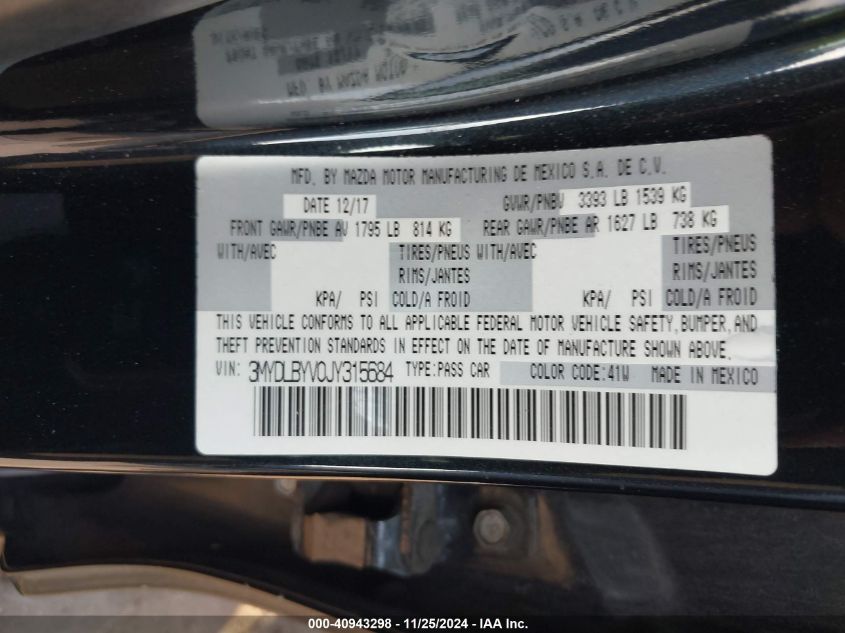 MFD. BY MAZDA MOTOR MANUFACTURING DE MEXICO S.A. DE C.V.
DATE 12/17 GVWR/PNBV 3393 LB 1539 KG
FRONT GAWR/PNBE AV 1795 LB 814 KG REAR GAWR/PNBE AR 1627 LB 738 KG
WITH/AVEC TIRES/PNEUS WITH/AVEC TIRES/PNEUS
RIMS/JANTES RIMS/JANTES
KPA/ PSI COLD/A FROID KPA/ PSI COLD/A FROID
THIS VEHICLE CONFORMS TO ALL APPLICABLE FEDERAL MOTOR VEHICLE SAFETY, BUMPER, AND
THEFT PREVENTION STANDARDS IN EFFECT ON THE DATE OF MANUFACTURE SHOWN ABOVE.
VIN: 3MYDLBYV0JY315684 TYPE:PASS CAR COLOR CODE:41W MADE IN MEXICO
000-40943298 - 11/25/2024 - IAA Inc.